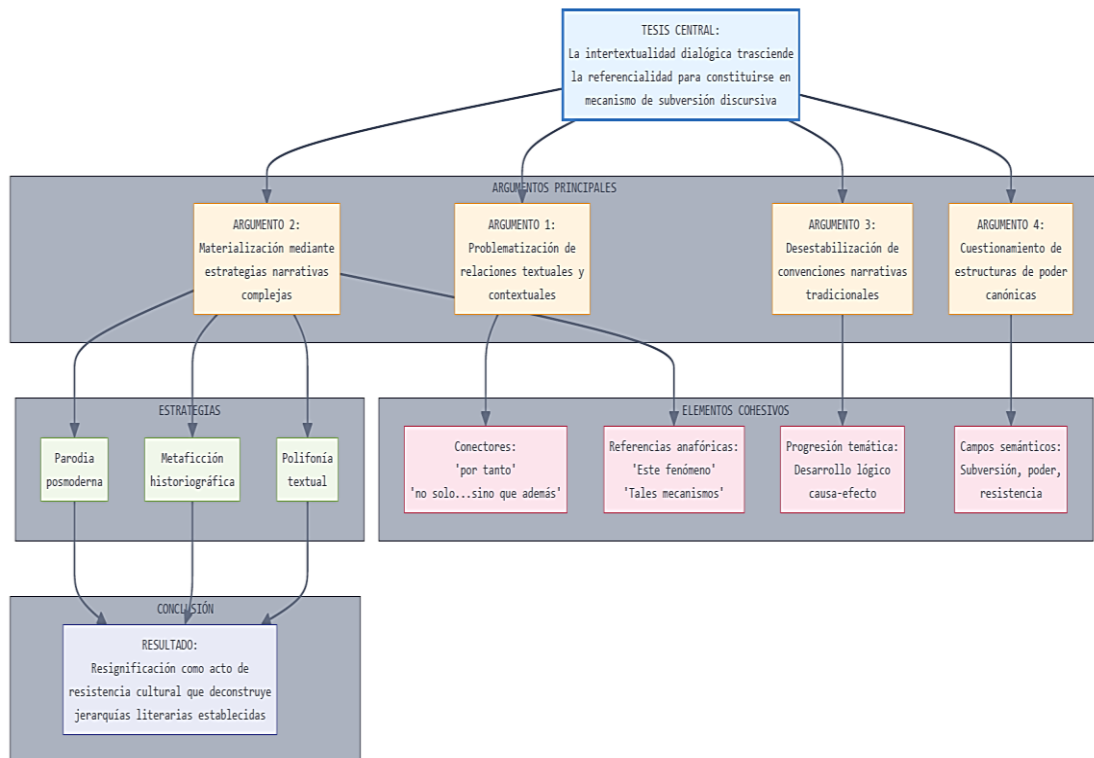 TESIS CENTRAL:
La intertextualidad dialógica trasciende
la referencialidad para constituirse en
mecanismo de subversión discursiva
ARGUMENTOS PRINCIPALES
ARGUMENTO 2:
Materialización mediante
estrategias narrativas
complejas
ARGUMENTO 1:
Problematización de
relaciones textuales y
contextuales
ARGUMENTO 3:
Desestabilización de
convenciones narrativas
tradicionales
ARGUMENTO 4:
Cuestionamiento de
estructuras de poder
canónicas
ESTRATEGIAS
Parodia
posmoderna
Metaficción
historiográfica
Polifonía
textual
ELEMENTOS COHESIVOS
Conectores:
'por tanto'
'no solo...sino que además'
Referencias anafóricas:
'Este fenómeno'
'Tales mecanismos'
Progresión temática:
Desarrollo lógico
causa-efecto
Campos semánticos:
Subversión, poder,
resistencia
CONCLUSIÓN
RESULTADO:
Resignificación como acto de
resistencia cultural que deconstruye
jerarquías literarias establecidas